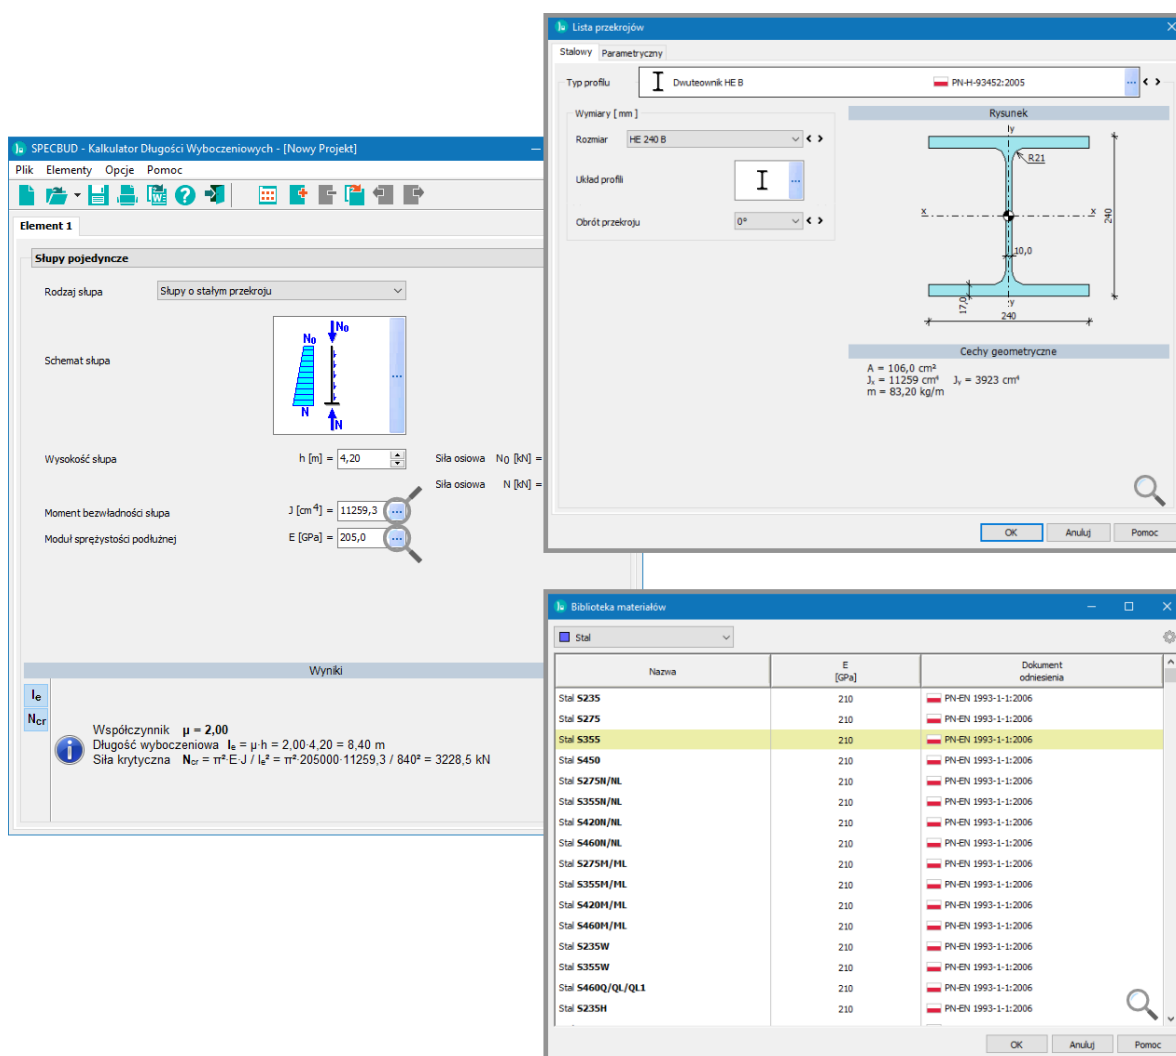 Lista przekrojów
Stalowy Parametryczny
Typ profilu Dwuteownik HE B PN-H-93452:2005 ...
Wymiary [ mm ]
Rozmiar HE 240 B
Układ profili ...
Obrót przekroju 0°
Rysunek
y
R21
x x
240
10,0
17,0
y
240
Cechy geometryczne
A = 106,0 cm²
Jx = 11259 cm⁴ Jy = 3923 cm⁴
m = 83,20 kg/m
OK Anuluj Pomoc
SPECBUD - Kalkulator Długości Wyboczeniowych - [Nowy Projekt]
Plik Elementy Opcje Pomoc
W
Element 1
Słupy pojedyncze
Rodzaj słupa Słupy o stałym przekroju
Schemat słupa
N₀ N₀
N N
...
Wysokość słupa h [m] = 4,20 Siła osiowa N₀ [kN] =
Siła osiowa N [kN] =
Moment bezwładności słupa J [cm⁴] = 11259,3 ...
Moduł sprężystości podłużnej E [GPa] = 205,0 ...
Wyniki
le
Ncr
Współczynnik μ = 2,00
Długość wyboczeniowa le = μ·h = 2,00·4,20 = 8,40 m
Siła krytyczna Ncr = π²·E·J / le² = π²·205000·11259,3 / 840² = 3228,5 kN
Biblioteka materiałów
Stal
Nazwa E [GPa] Dokument odniesienia
Stal S235 210 PN-EN 1993-1-1:2006
Stal S275 210 PN-EN 1993-1-1:2006
Stal S355 210 PN-EN 1993-1-1:2006
Stal S450 210 PN-EN 1993-1-1:2006
Stal S275N/NL 210 PN-EN 1993-1-1:2006
Stal S355N/NL 210 PN-EN 1993-1-1:2006
Stal S420N/NL 210 PN-EN 1993-1-1:2006
Stal S460N/NL 210 PN-EN 1993-1-1:2006
Stal S275M/ML 210 PN-EN 1993-1-1:2006
Stal S355M/ML 210 PN-EN 1993-1-1:2006
Stal S420M/ML 210 PN-EN 1993-1-1:2006
Stal S460M/ML 210 PN-EN 1993-1-1:2006
Stal S235W 210 PN-EN 1993-1-1:2006
Stal S355W 210 PN-EN 1993-1-1:2006
Stal S460Q/QL/QL1 210 PN-EN 1993-1-1:2006
Stal S235H 210 PN-EN 1993-1-1:2006
OK Anuluj Pomoc